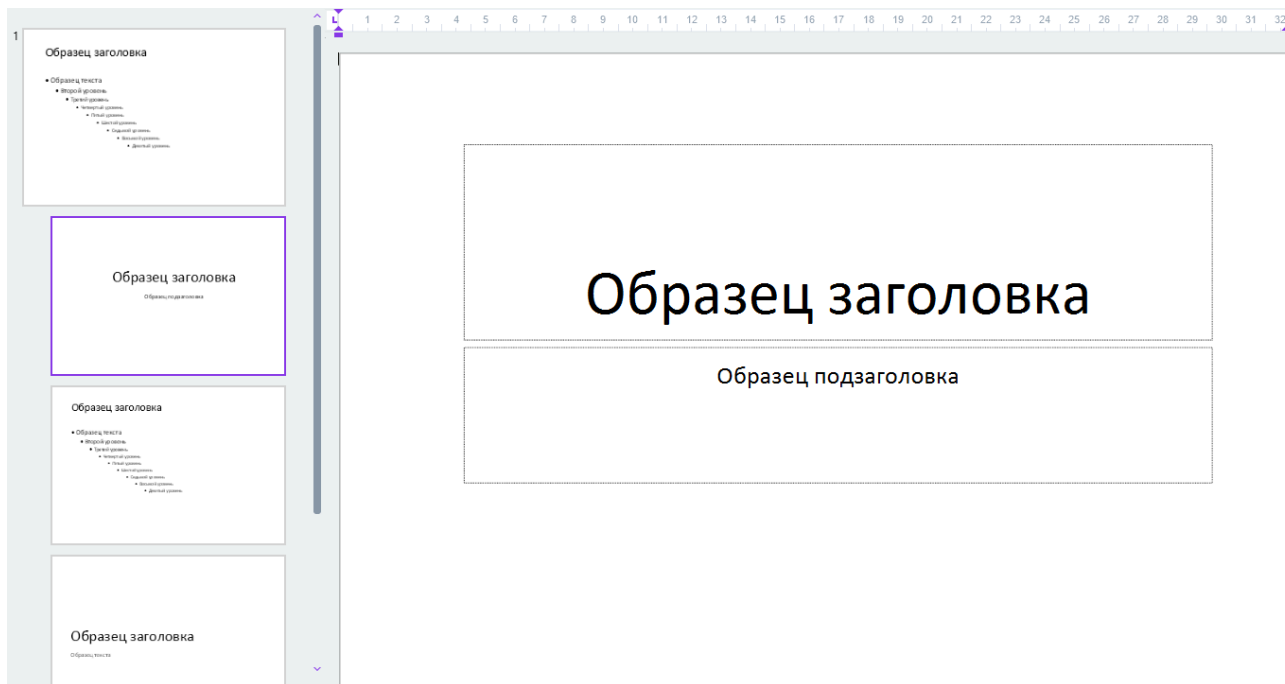 1 2 3 4 5 6 7 8 9 10 11 12 13 14 15 16 17 18 19 20 21 22 23 24 25 26 27 28 29 30 31 32
1
Образец заголовка
• Образец текста
• Второй уровень
• Третий уровень
• Четвертый уровень
• Пятый уровень
• Шестой уровень
• Седьмой уровень
• Восьмой уровень
• Девятый уровень
Образец заголовка
Образец подзаголовка
Образец заголовка
• Образец текста
• Второй уровень
• Третий уровень
• Четвертый уровень
• Пятый уровень
• Шестой уровень
• Седьмой уровень
• Восьмой уровень
• Девятый уровень
Образец заголовка
Образец текста
Образец заголовка
Образец подзаголовка